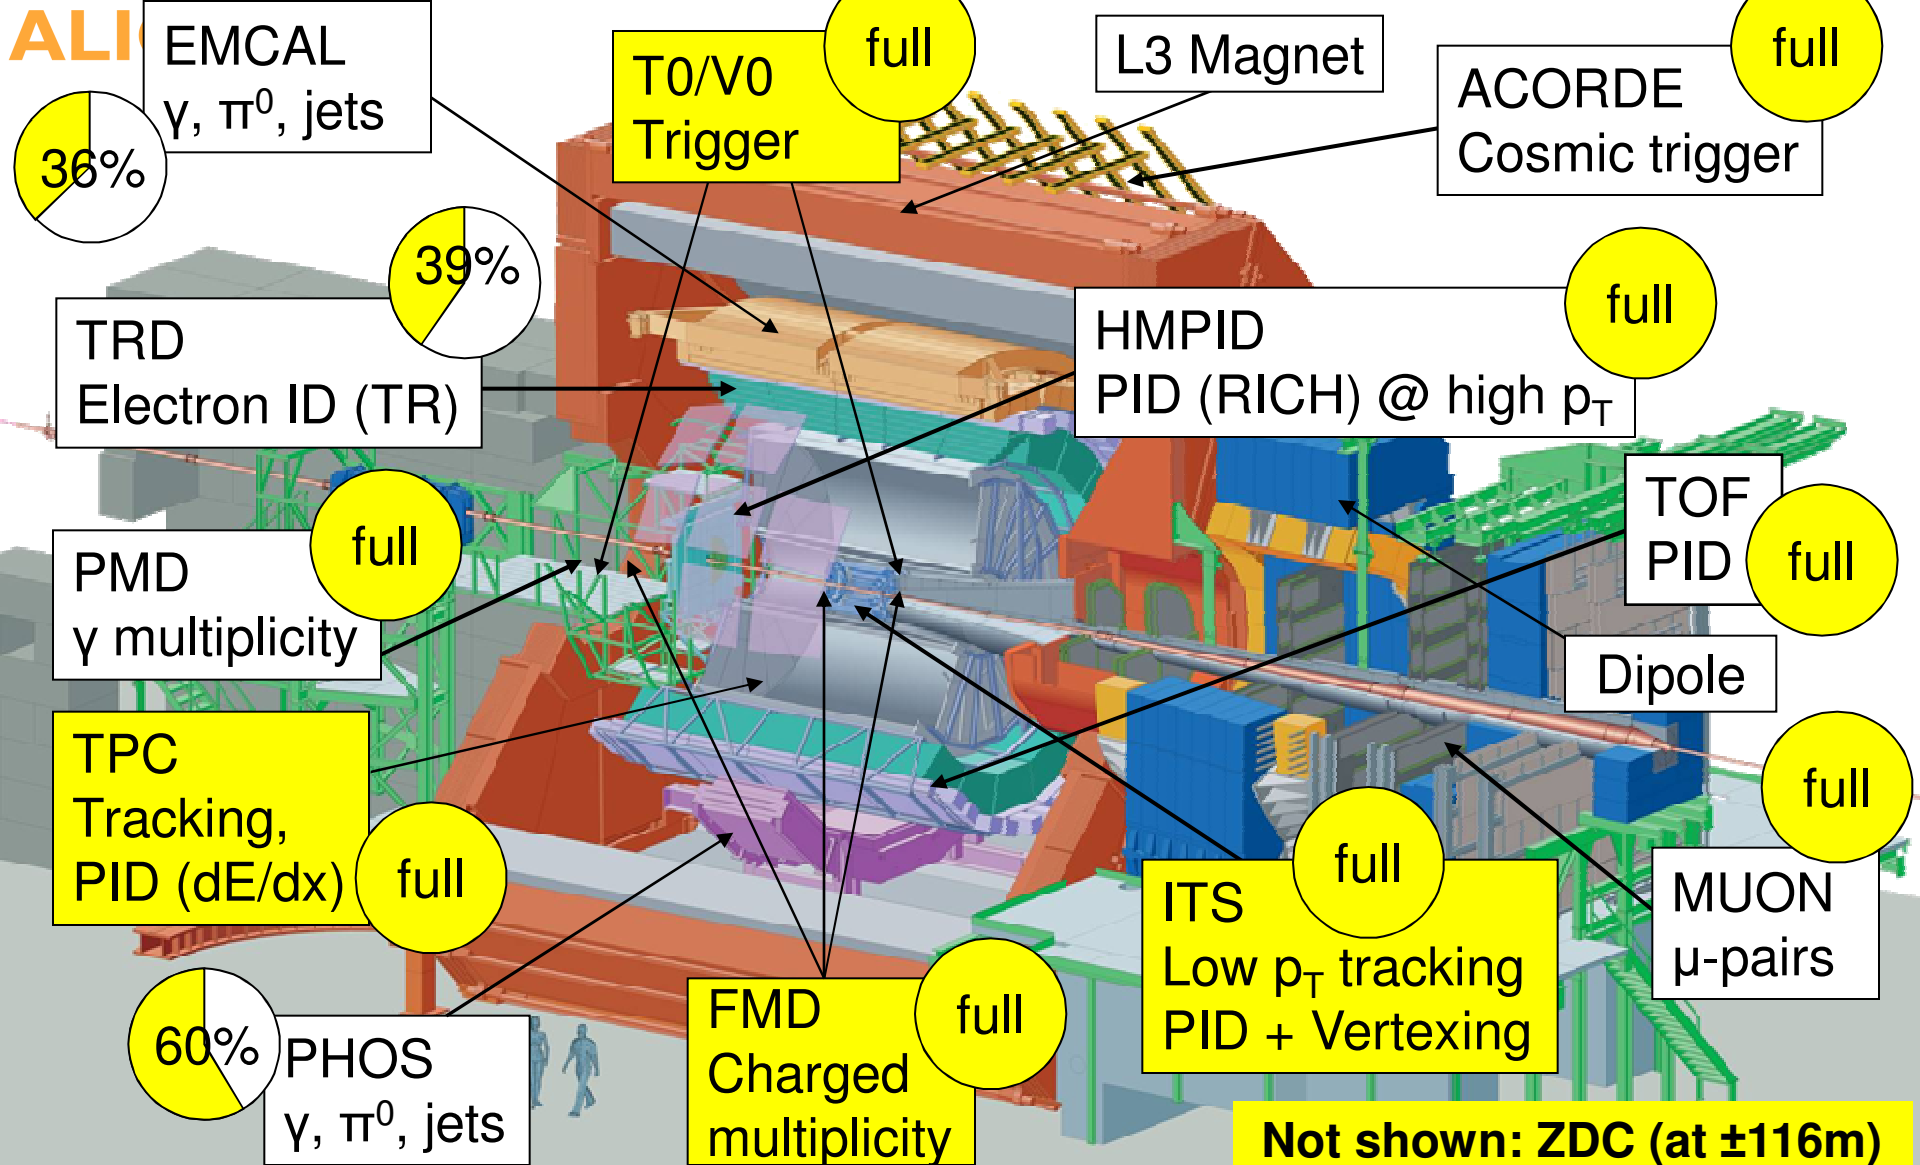 ALI
EMCAL
γ, π⁰, jets
36%
T0/V0
Trigger
full
L3 Magnet
ACORDE
Cosmic trigger
full
39%
TRD
Electron ID (TR)
HMPID
PID (RICH) @ high p_T
full
TOF
PID
full
PMD
γ multiplicity
full
Dipole
TPC
Tracking,
PID (dE/dx)
full
full
MUON
μ-pairs
ITS
Low p_T tracking
PID + Vertexing
full
60%
PHOS
γ, π⁰, jets
FMD
Charged
multiplicity
full
Not shown: ZDC (at ±116m)